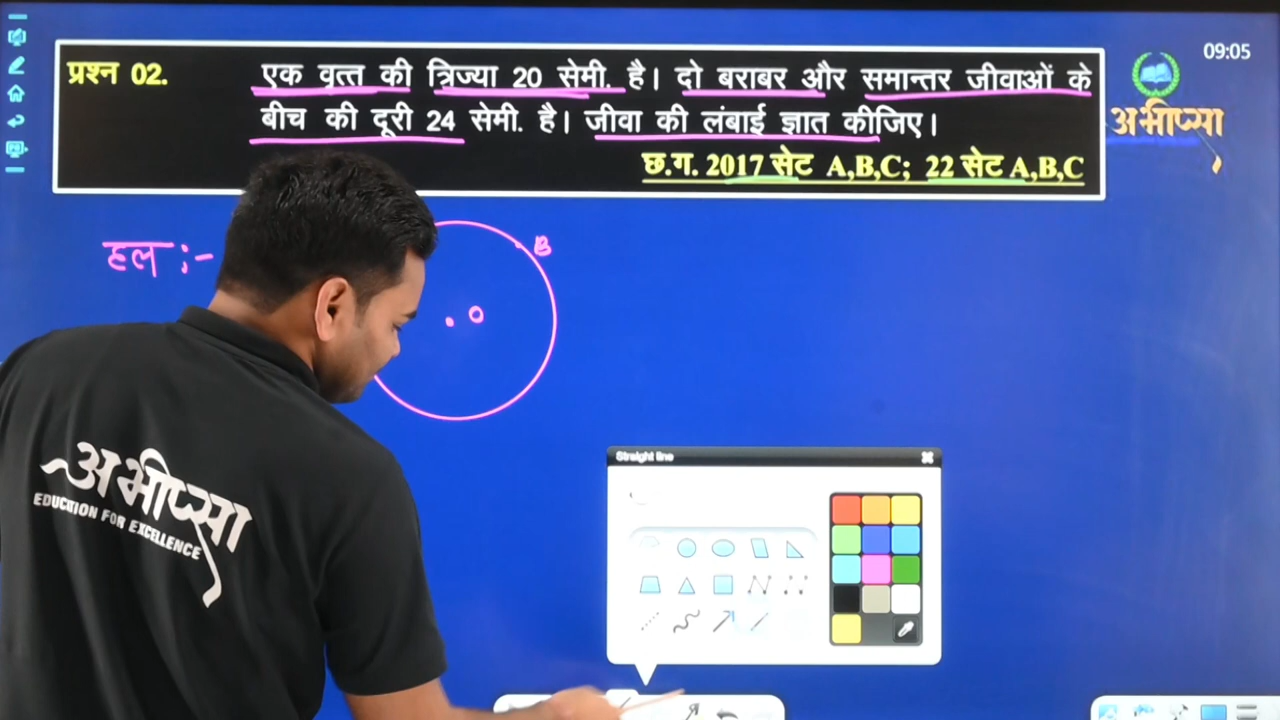 09:05
प्रश्न 02. एक वृत्त की त्रिज्या 20 सेमी. है। दो बराबर और समान्तर जीवाओं के
बीच की दूरी 24 सेमी. है। जीवा की लंबाई ज्ञात कीजिए।
छ.ग. 2017 सेट A,B,C; 22 सेट A,B,C
अभीप्सा
हल :-
B
O
अभीप्सा
EDUCATION FOR EXCELLENCE
Straight line